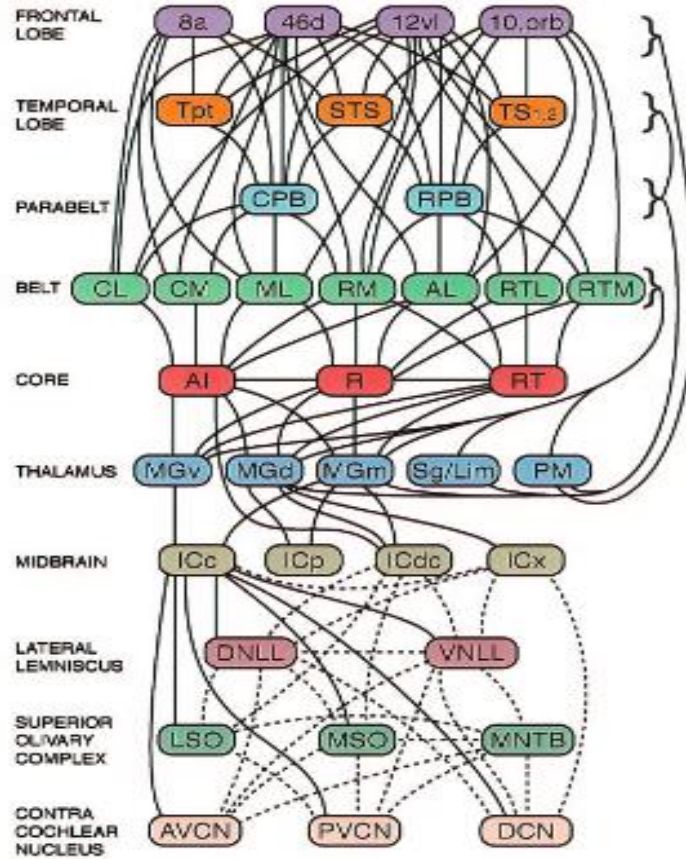 FRONTAL
LOBE
8a 46d 12vl 10,orb
TEMPORAL
LOBE
Tpt STS TS1,2
PARABELT
CPB RPB
BELT
CL CM ML RM AL RTL RTM
CORE
AI R RT
THALAMUS
MGv MGd MGm Sg/Lim PM
MIDBRAIN
ICc ICp ICdc ICx
LATERAL
LEMNISCUS
DNLL VNLL
SUPERIOR
OLIVARY
COMPLEX
LSO MSO MNTB
CONTRA
COCHLEAR
NUCLEUS
AVCN PVCN DCN